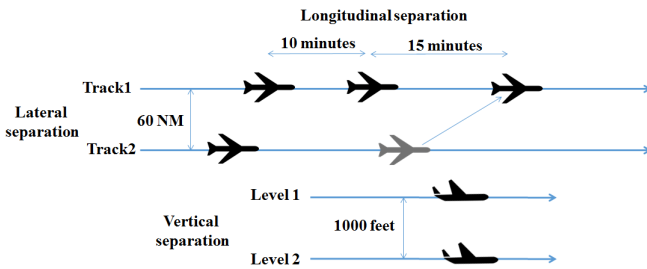 Longitudinal separation
10 minutes
15 minutes
Track1
Lateral
separation
60 NM
Track2
Level 1
Vertical
separation
1000 feet
Level 2